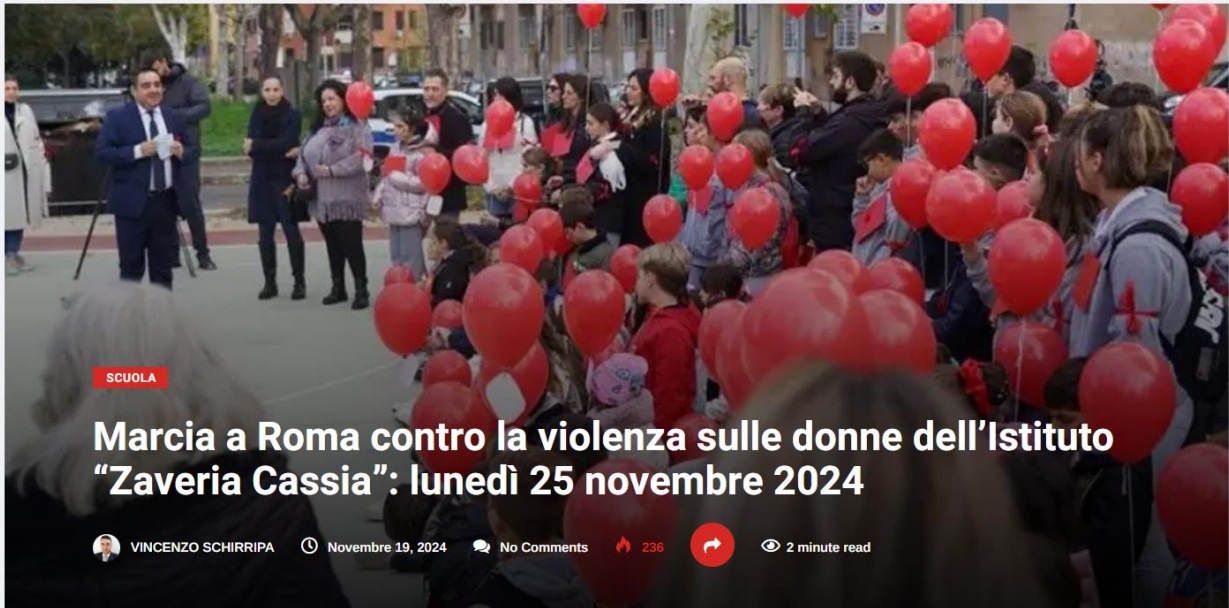 SCUOLA
Marcia a Roma contro la violenza sulle donne dell’Istituto
“Zaveria Cassia”: lunedì 25 novembre 2024
VINCENZO SCHIRRIPA Novembre 19, 2024 No Comments 236 2 minute read